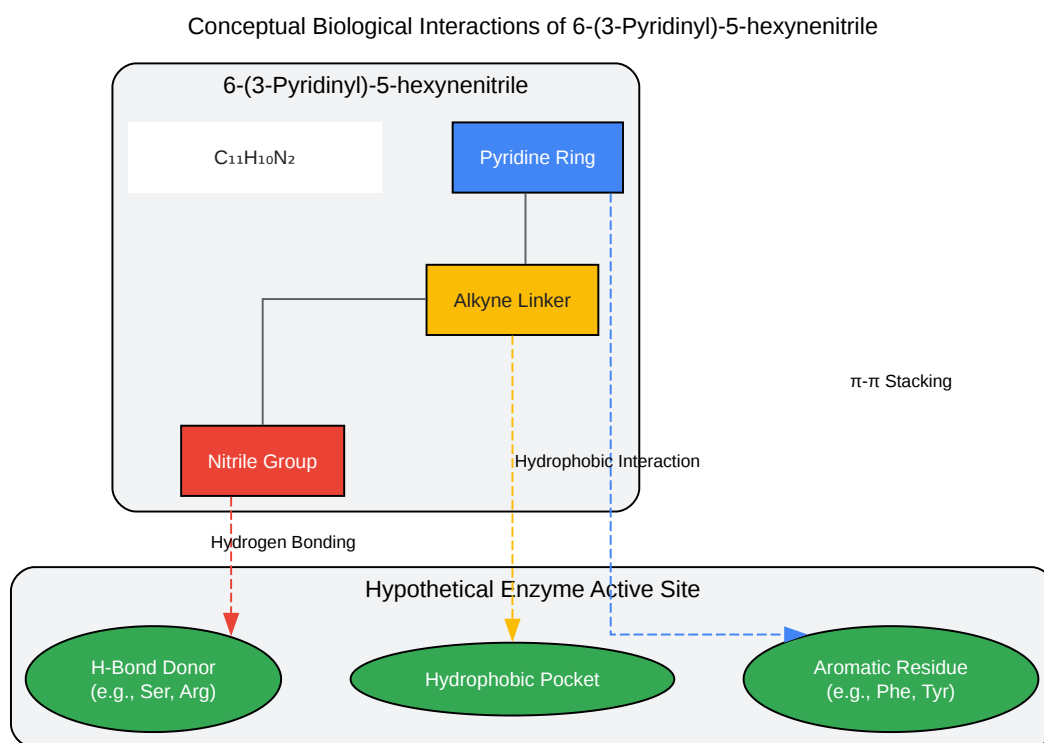 Conceptual Biological Interactions of 6-(3-Pyridinyl)-5-hexynenitrile
6-(3-Pyridinyl)-5-hexynenitrile
C₁₁H₁₀N₂
Pyridine Ring
Alkyne Linker
π-π Stacking
Nitrile Group
Hydrophobic Interaction
Hydrogen Bonding
Hypothetical Enzyme Active Site
H-Bond Donor
(e.g., Ser, Arg)
Hydrophobic Pocket
Aromatic Residue
(e.g., Phe, Tyr)